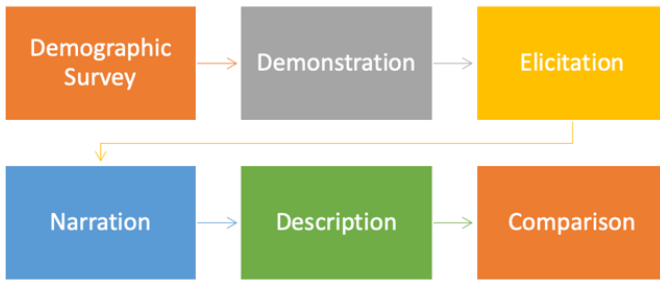 Demographic
Survey
Demonstration
Elicitation
Narration
Description
Comparison